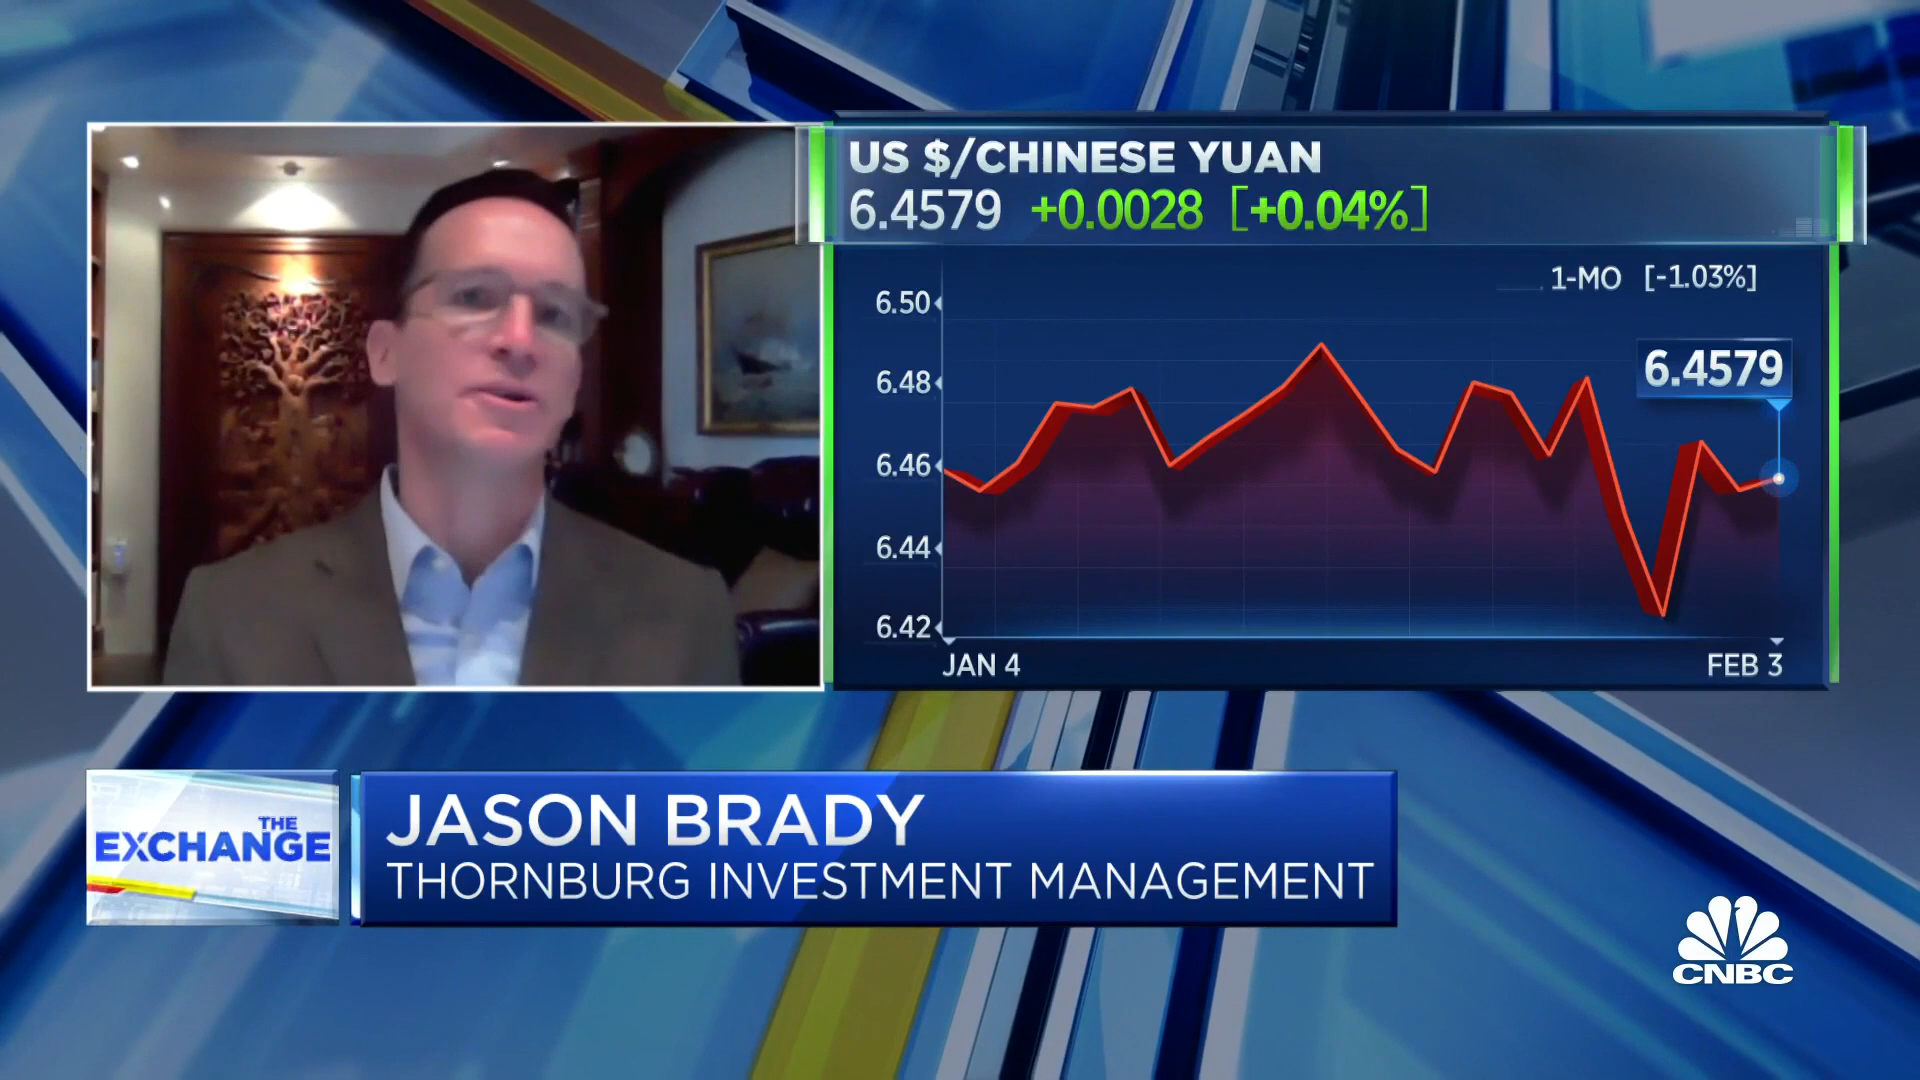 US $/CHINESE YUAN
6.4579 +0.0028 [+0.04%]
1-MO [-1.03%]
6.50
6.48
6.46
6.44
6.42
6.4579
JAN 4 FEB 3
THE
EXCHANGE
JASON BRADY
THORNBURG INVESTMENT MANAGEMENT
CNBC